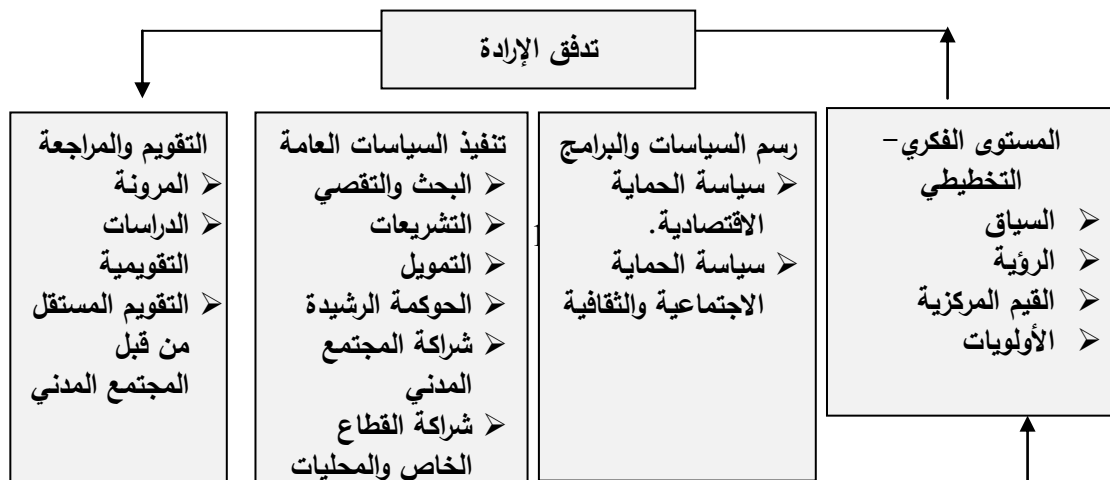 تدفق الإرادة
المستوى الفكري –
التخطيطي
السياق
الرؤية
القيم المركزية
الأولويات
رسم السياسات والبرامج
سياسة الحماية
الاقتصادية.
سياسة الحماية
الاجتماعية والثقافية
تنفيذ السياسات العامة
البحث والتقصي
التشريعات
التمويل
الحوكمة الرشيدة
شراكة المجتمع
المدني
شراكة القطاع
الخاص والمحليات
التقويم والمراجعة
المرونة
الدراسات
التقويمية
التقويم المستقل
من قبل
المجتمع المدني